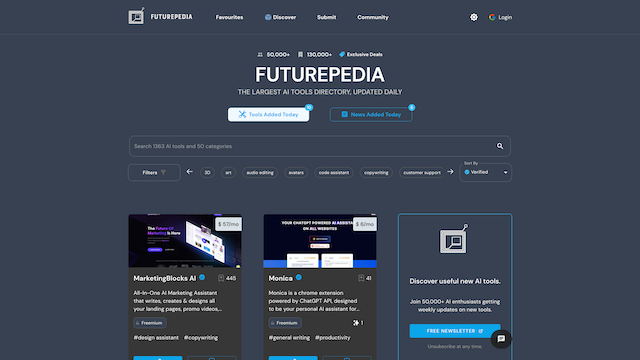 FUTUREPEDIA
Favourites
Discover
Submit
Community
Login
50,000+
130,000+
Exclusive Deals
FUTUREPEDIA
THE LARGEST AI TOOLS DIRECTORY, UPDATED DAILY
Tools Added Today
News Added Today
Search 1363 AI tools and 50 categories
Filters
3D
art
audio editing
avatars
code assistant
copywriting
customer support
Sort By
Verified
The Future Of
Marketing Is Here
$ 57/mo
MarketingBlocks AI
445
All-In-One AI Marketing Assistant
that writes, creates & designs all
your landing pages, promo videos,...
Freemium
#design assistant #copywriting
YOUR CHATGPT POWERED AI ASSISTANT
ON ALL WEBSITES
$ 6/mo
Monica
41
Monica is a chrome extension
powered by ChatGPT API, designed
to be your personal AI assistant for...
Freemium
1
#general writing #productivity
Discover useful new AI tools.
Join 50,000+ AI enthusiasts getting
weekly updates on new tools.
FREE NEWSLETTER
Unsubscribe at any time.